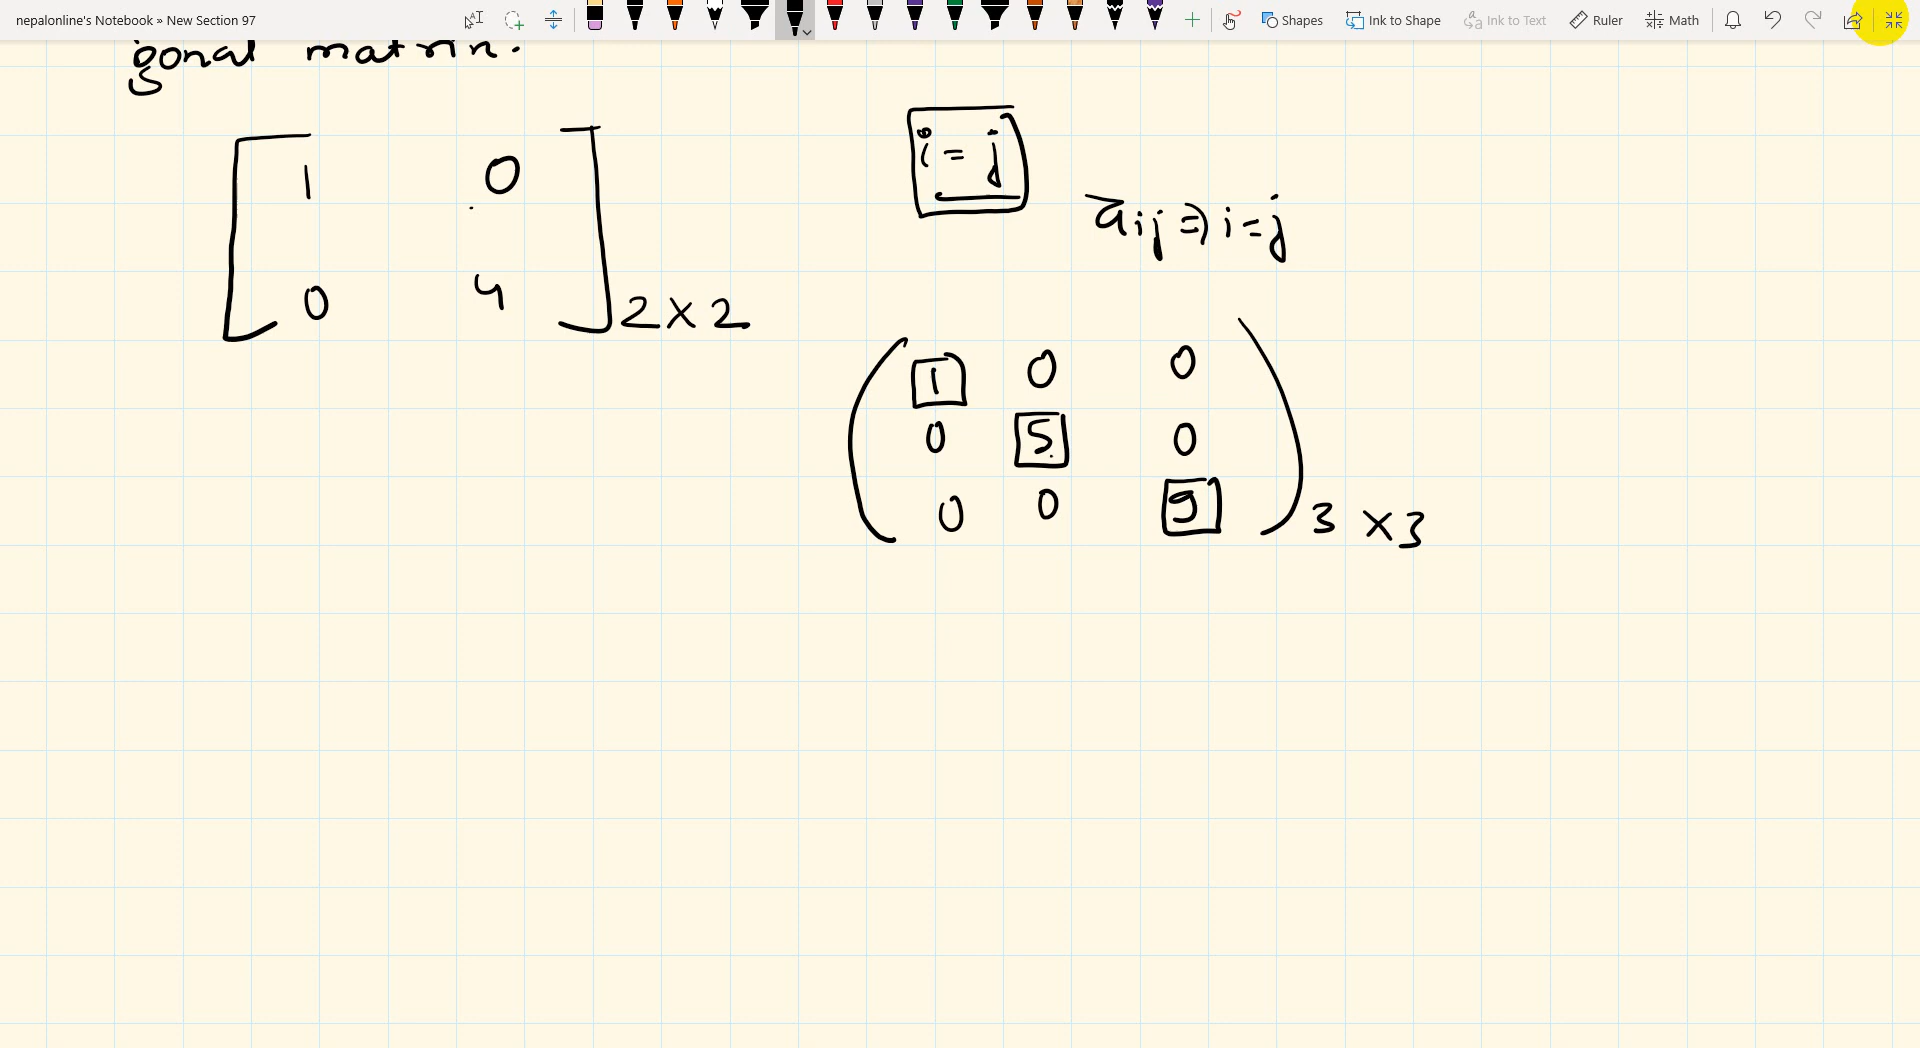 nepalonline's Notebook » New Section 97
Shapes Ink to Shape Ink to Text Ruler Math
gonal matrin.
1 0
0 4
2 x 2
i = j
aij => i = j
1 0 0
0 5 0
0 0 9
3 x 3